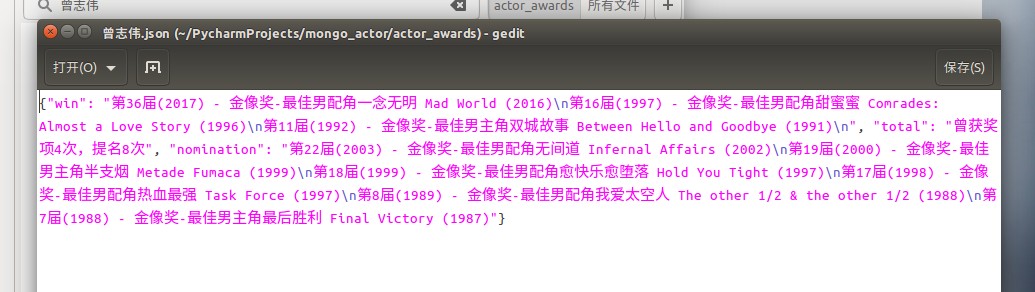 曾志伟
actor_awards 所有文件 +
曾志伟.json (~/PycharmProjects/mongo_actor/actor_awards) - gedit
打开(O) 保存(S)
{"win": "第36届(2017) - 金像奖-最佳男配角一念无明 Mad World (2016)\n第16届(1997) - 金像奖-最佳男配角甜蜜蜜 Comrades:
Almost a Love Story (1996)\n第11届(1992) - 金像奖-最佳男主角双城故事 Between Hello and Goodbye (1991)\n", "total": "曾获奖
项4次，提名8次", "nomination": "第22届(2003) - 金像奖-最佳男配角无间道 Infernal Affairs (2002)\n第19届(2000) - 金像奖-最佳
男主角半支烟 Metade Fumaca (1999)\n第18届(1999) - 金像奖-最佳男配角愈快乐愈堕落 Hold You Tight (1997)\n第17届(1998) - 金像
奖-最佳男配角热血最强 Task Force (1997)\n第8届(1989) - 金像奖-最佳男配角我爱太空人 The other 1/2 & the other 1/2 (1988)\n第
7届(1988) - 金像奖-最佳男主角最后胜利 Final Victory (1987)"}